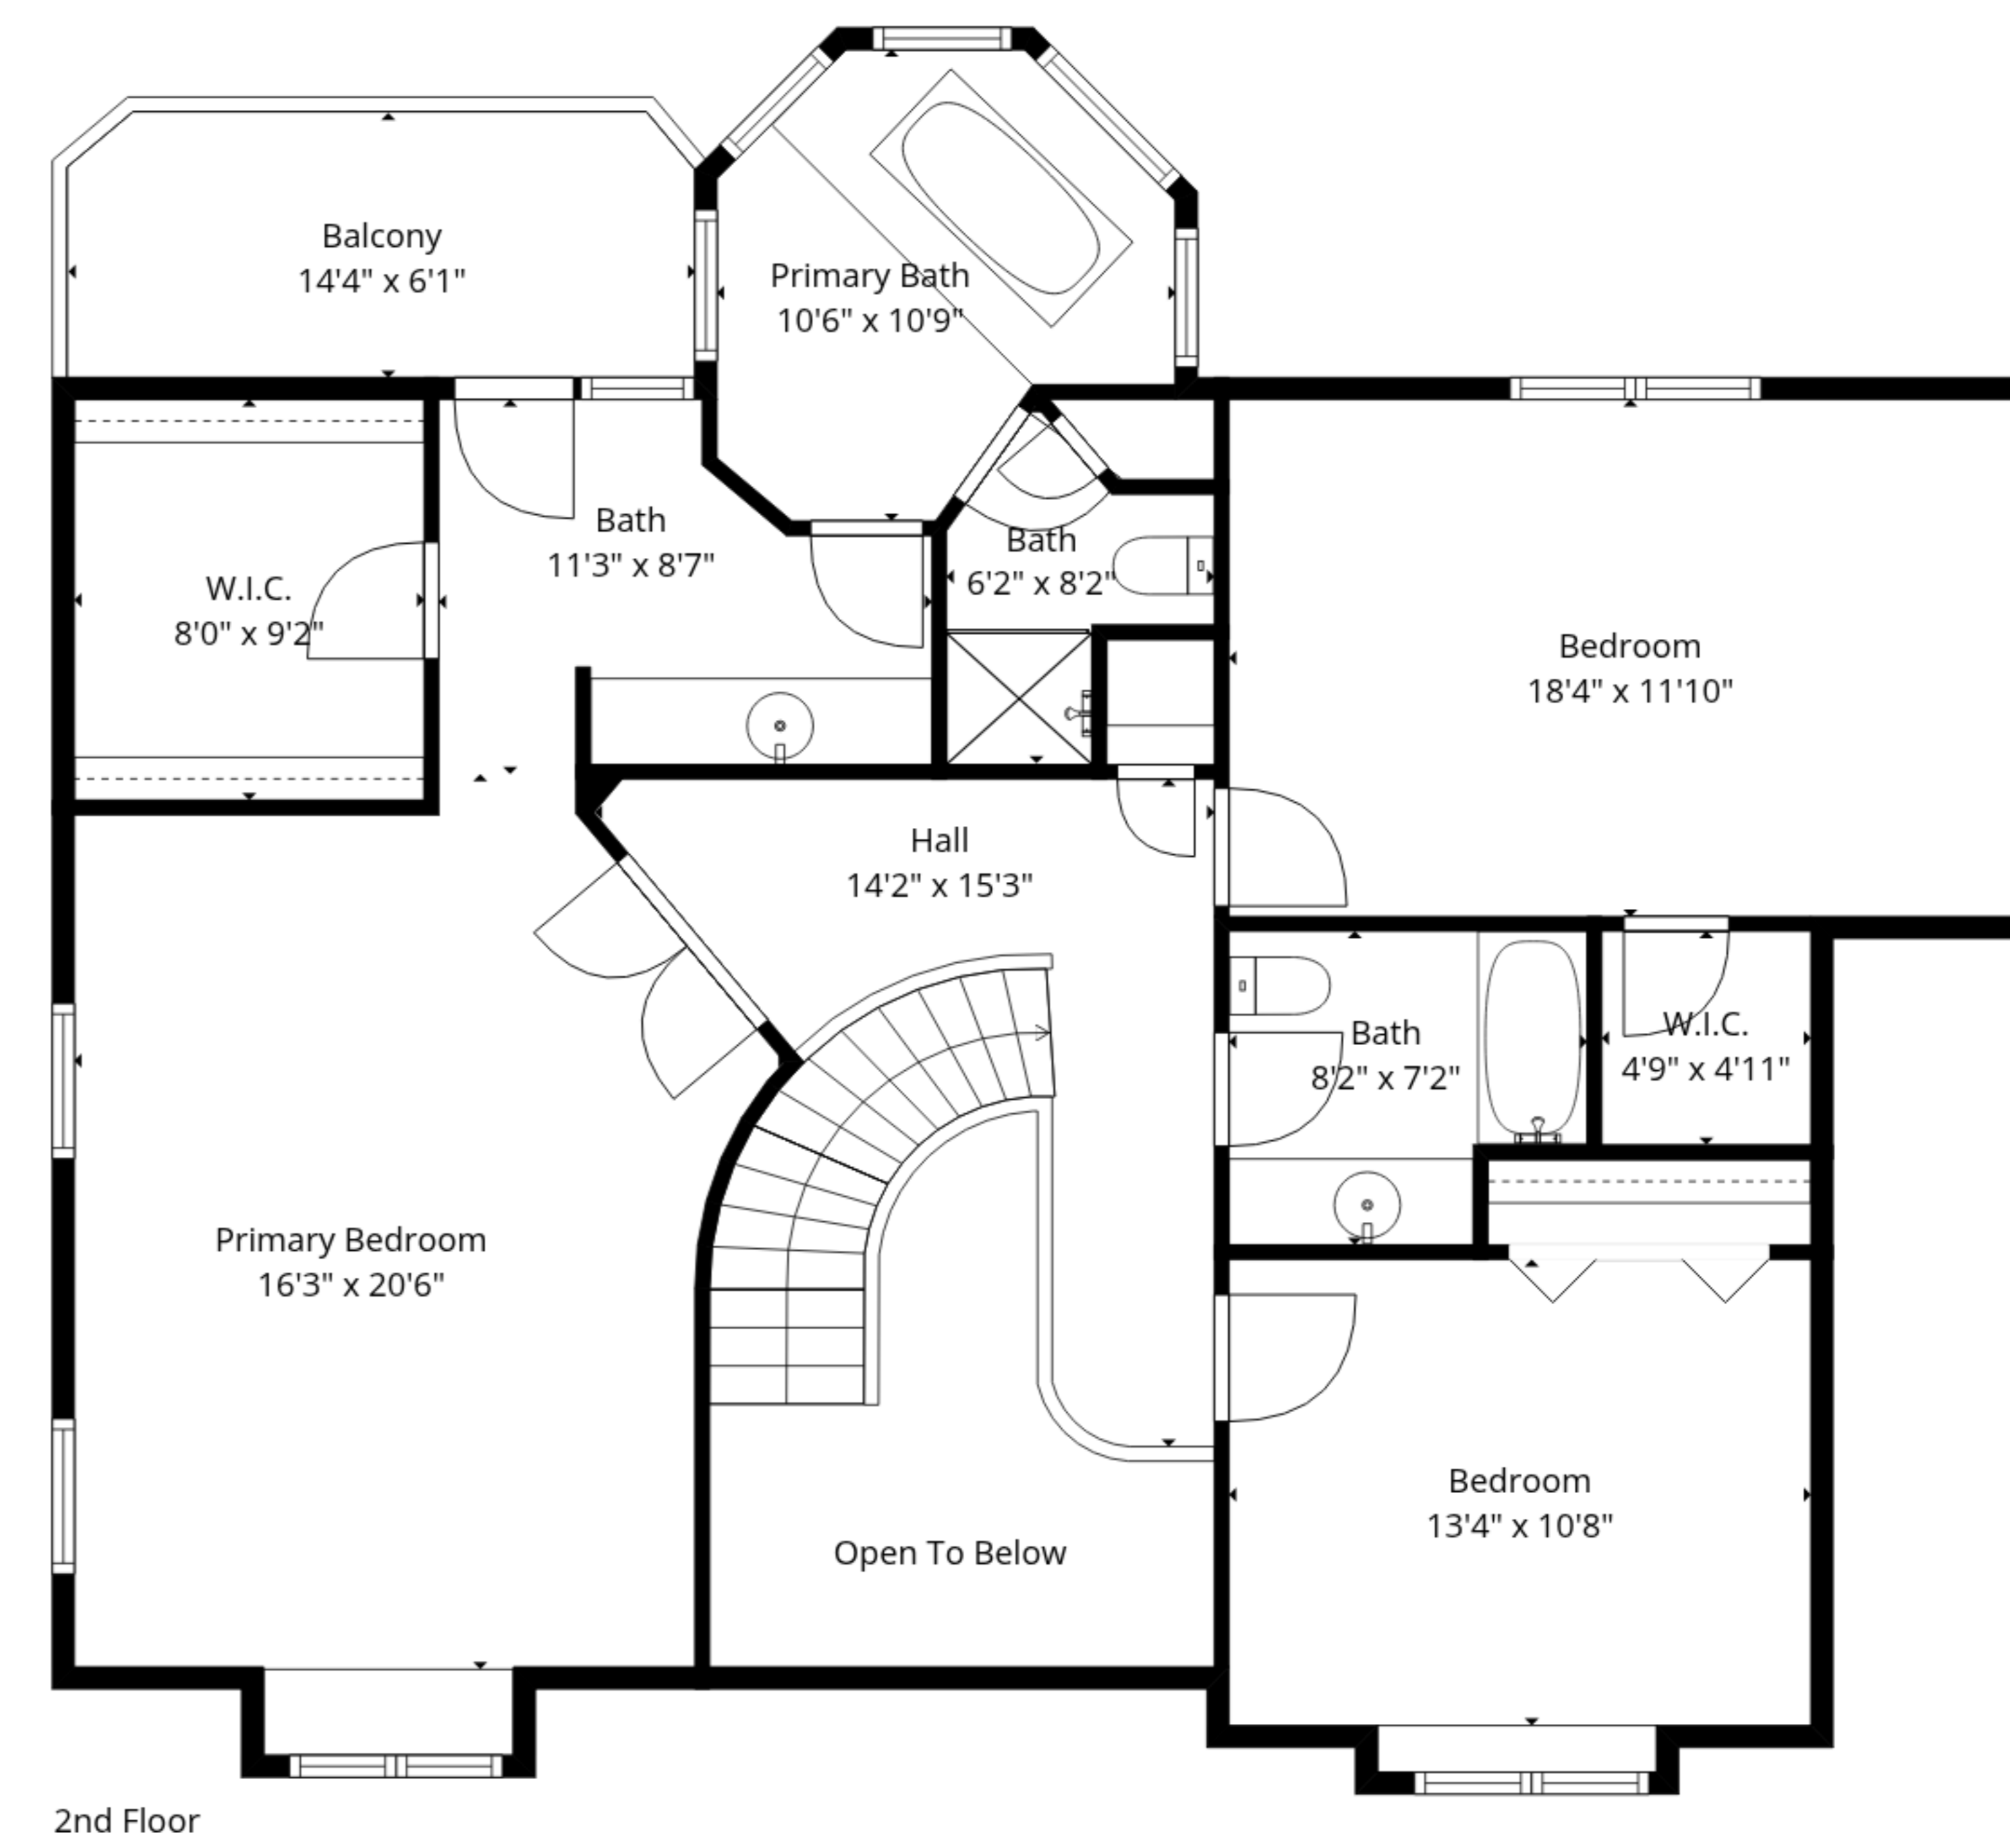 Balcony
14'4" x 6'1"
Primary Bath
10'6" x 10'9"
Bath
11'3" x 8'7"
Bath
6'2" x 8'2"
W.I.C.
8'0" x 9'2"
Bedroom
18'4" x 11'10"
Hall
14'2" x 15'3"
Bath
8'2" x 7'2"
W.I.C.
4'9" x 4'11"
Primary Bedroom
16'3" x 20'6"
Bedroom
13'4" x 10'8"
Open To Below
2nd Floor